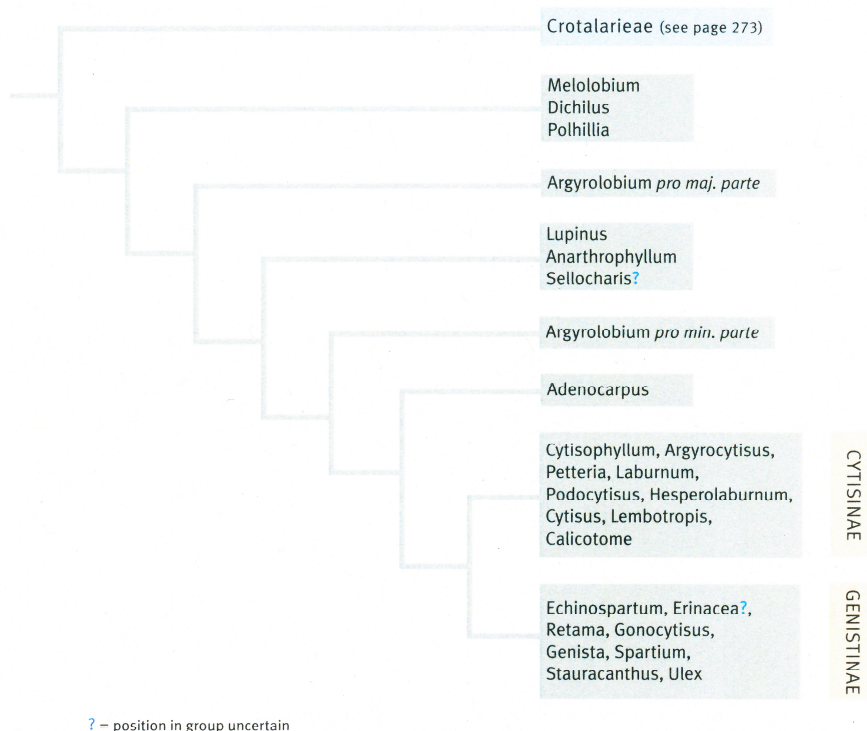 Crotalarieae (see page 273)
Melolobium
Dichilus
Polhillia
Argyrolobium pro maj. parte
Lupinus
Anarthrophyllum
Sellocharis?
Argyrolobium pro min. parte
Adenocarpus
Cytisophyllum, Argyrocytisus,
Petteria, Laburnum,
Podocytisus, Hesperolaburnum,
Cytisus, Lembotropis,
Calicotome
CYTISINAE
Echinospartum, Erinacea?,
Retama, Gonocytisus,
Genista, Spartium,
Stauracanthus, Ulex
GENISTINAE
? – position in group uncertain